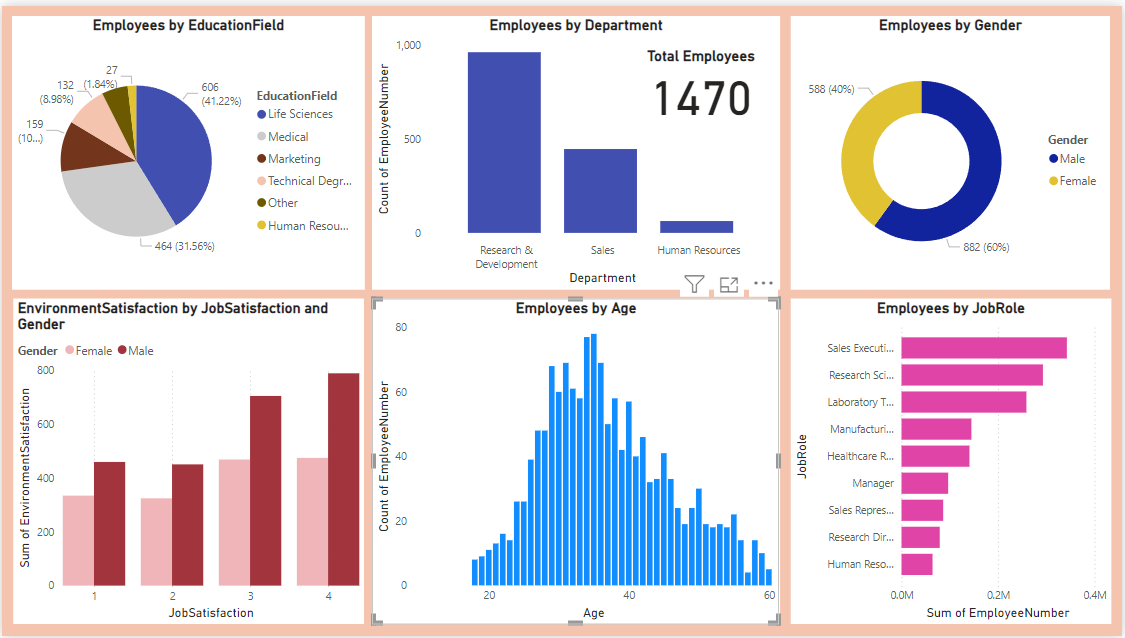 Employees by EducationField
27
(1.84%)
132
(8.98%)
159
(10...)
606
(41.22%)
464 (31.56%)
EducationField
Life Sciences
Medical
Marketing
Technical Degr...
Other
Human Resou...
Employees by Department
Total Employees
1470
Count of EmployeeNumber
1,000
500
0
Research &
Development
Sales
Human Resources
Department
Employees by Gender
588 (40%)
882 (60%)
Gender
Male
Female
EnvironmentSatisfaction by JobSatisfaction and
Gender
Gender Female Male
Sum of EnvironmentSatisfaction
800
600
400
200
0
1 2 3 4
JobSatisfaction
Employees by Age
Count of EmployeeNumber
80
60
40
20
0
20 40 60
Age
Employees by JobRole
JobRole
Sales Executi...
Research Sci...
Laboratory T...
Manufacturi...
Healthcare R...
Manager
Sales Repres...
Research Dir...
Human Reso...
0.0M 0.2M 0.4M
Sum of EmployeeNumber